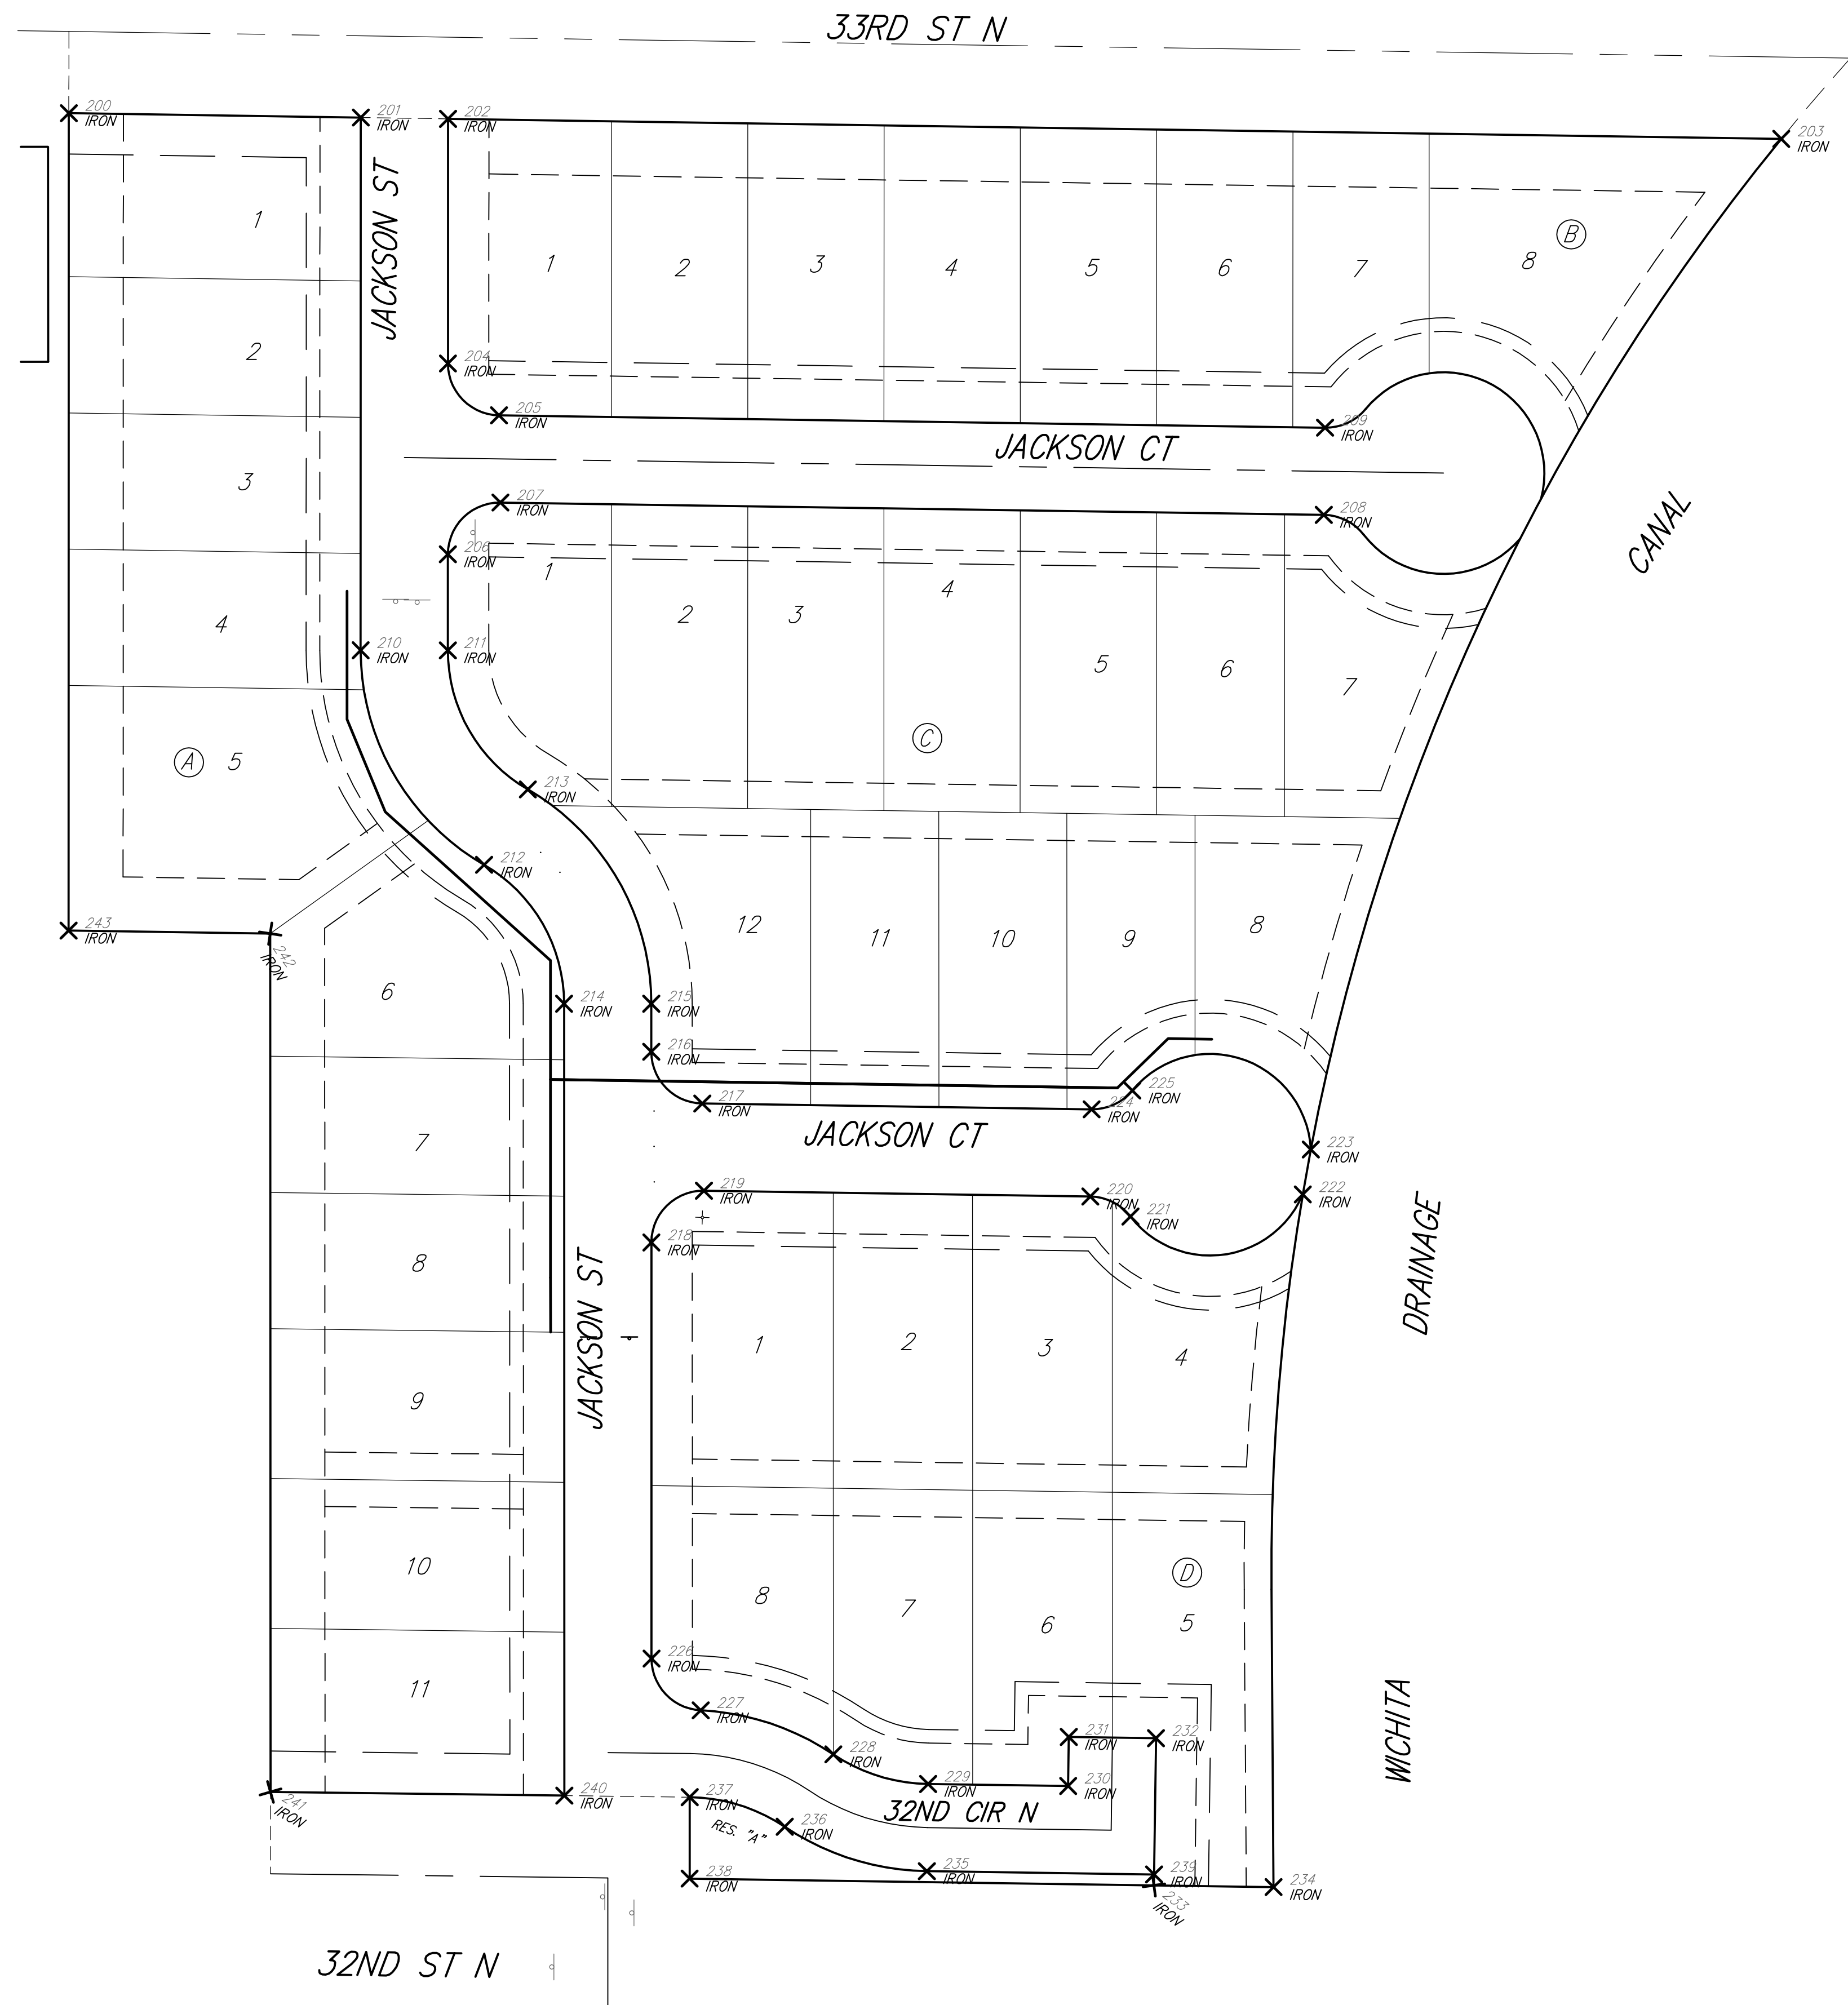 33RD ST N
200
IRON
201
IRON
202
IRON
203
IRON
JACKSON ST
1
1
2
3
4
5
6
7
8
B
2
204
IRON
205
IRON
209
IRON
JACKSON CT
3
207
IRON
208
IRON
CANAL
206
IRON
1
2
3
4
5
6
7
4
210
IRON
211
IRON
C
A
5
213
IRON
212
IRON
243
IRON
242
IRON
12
11
10
9
8
6
214
IRON
215
IRON
216
IRON
217
IRON
225
IRON
224
IRON
JACKSON CT
7
223
IRON
219
IRON
220
IRON
221
IRON
222
IRON
218
IRON
DRAINAGE
8
JACKSON ST
1
2
3
4
9
10
D
8
7
6
5
11
226
IRON
227
IRON
228
IRON
229
IRON
231
IRON
232
IRON
230
IRON
WICHITA
241
IRON
240
IRON
237
IRON
RES. "A"
236
IRON
32ND CIR N
238
IRON
235
IRON
239
IRON
233
IRON
234
IRON
32ND ST N